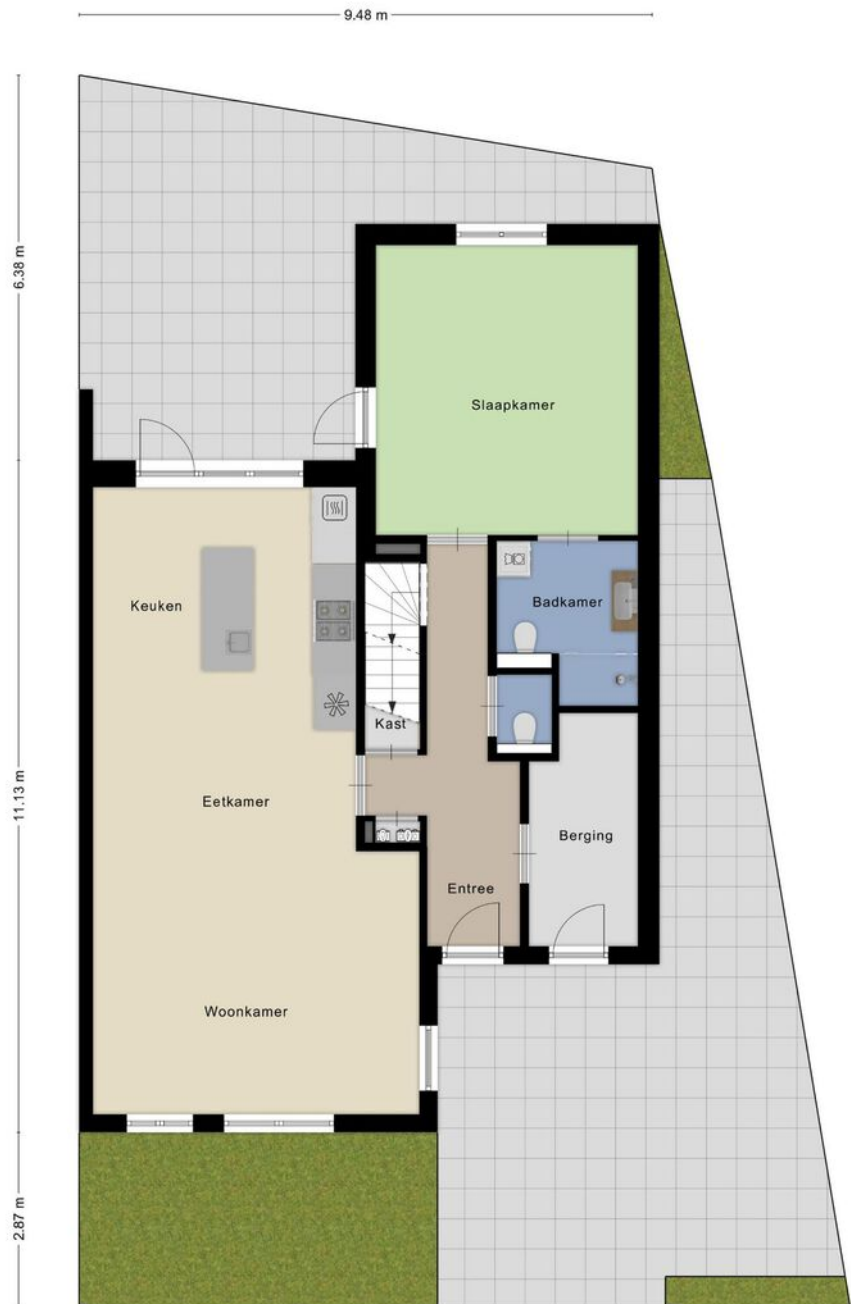 9.48 m
6.38 m
Slaapkamer
Keuken
Badkamer
Kast
11.13 m
Eetkamer
Berging
Entree
Woonkamer
2.87 m